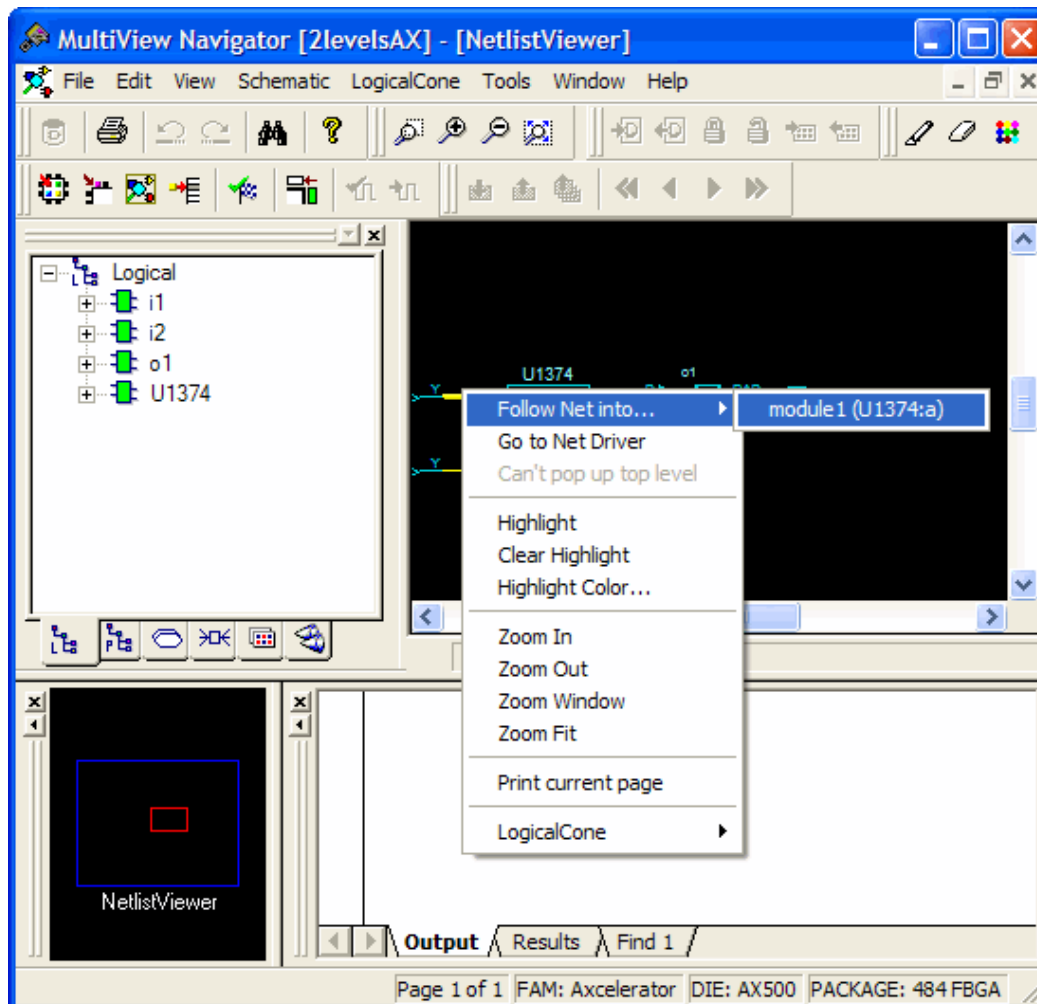 MultiView Navigator [2levelsAX] - [NetlistViewer]
File Edit View Schematic LogicalCone Tools Window Help
Logical
i1
i2
o1
U1374
U1374
o1
Y
Y
Follow Net into...
module1 (U1374:a)
Go to Net Driver
Can't pop up top level
Highlight
Clear Highlight
Highlight Color...
Zoom In
Zoom Out
Zoom Window
Zoom Fit
Print current page
LogicalCone
NetlistViewer
Output Results Find 1
Page 1 of 1 FAM: Axcelerator DIE: AX500 PACKAGE: 484 FBGA